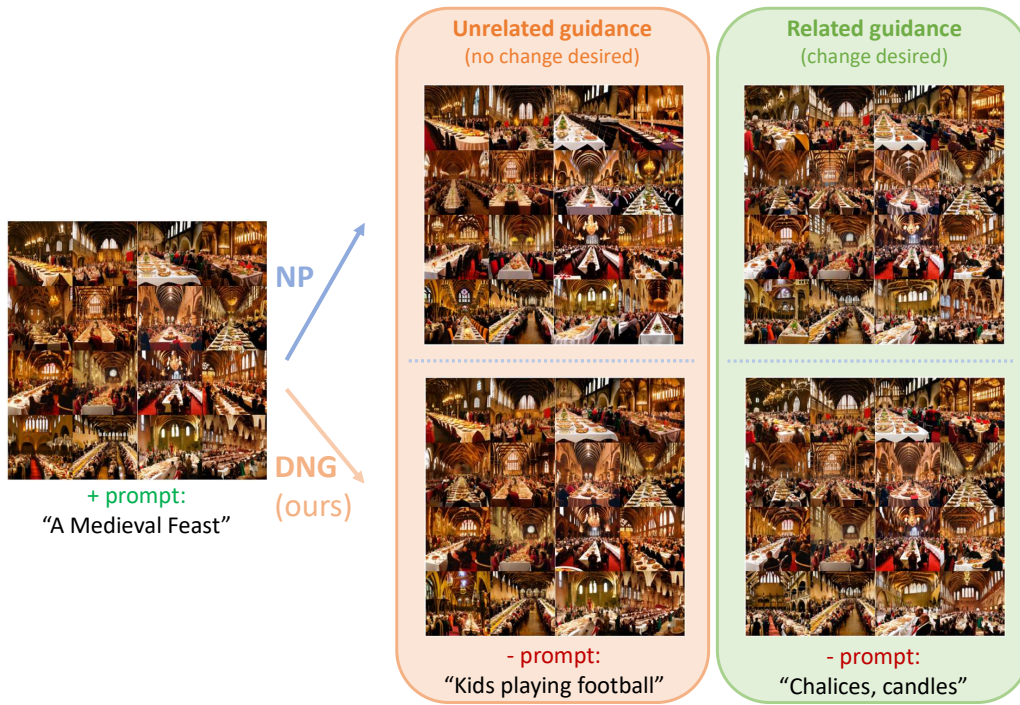 Unrelated guidance
(no change desired)
Related guidance
(change desired)
NP
DNG
(ours)
+ prompt:
“A Medieval Feast”
- prompt:
“Kids playing football”
- prompt:
“Chalices, candles”